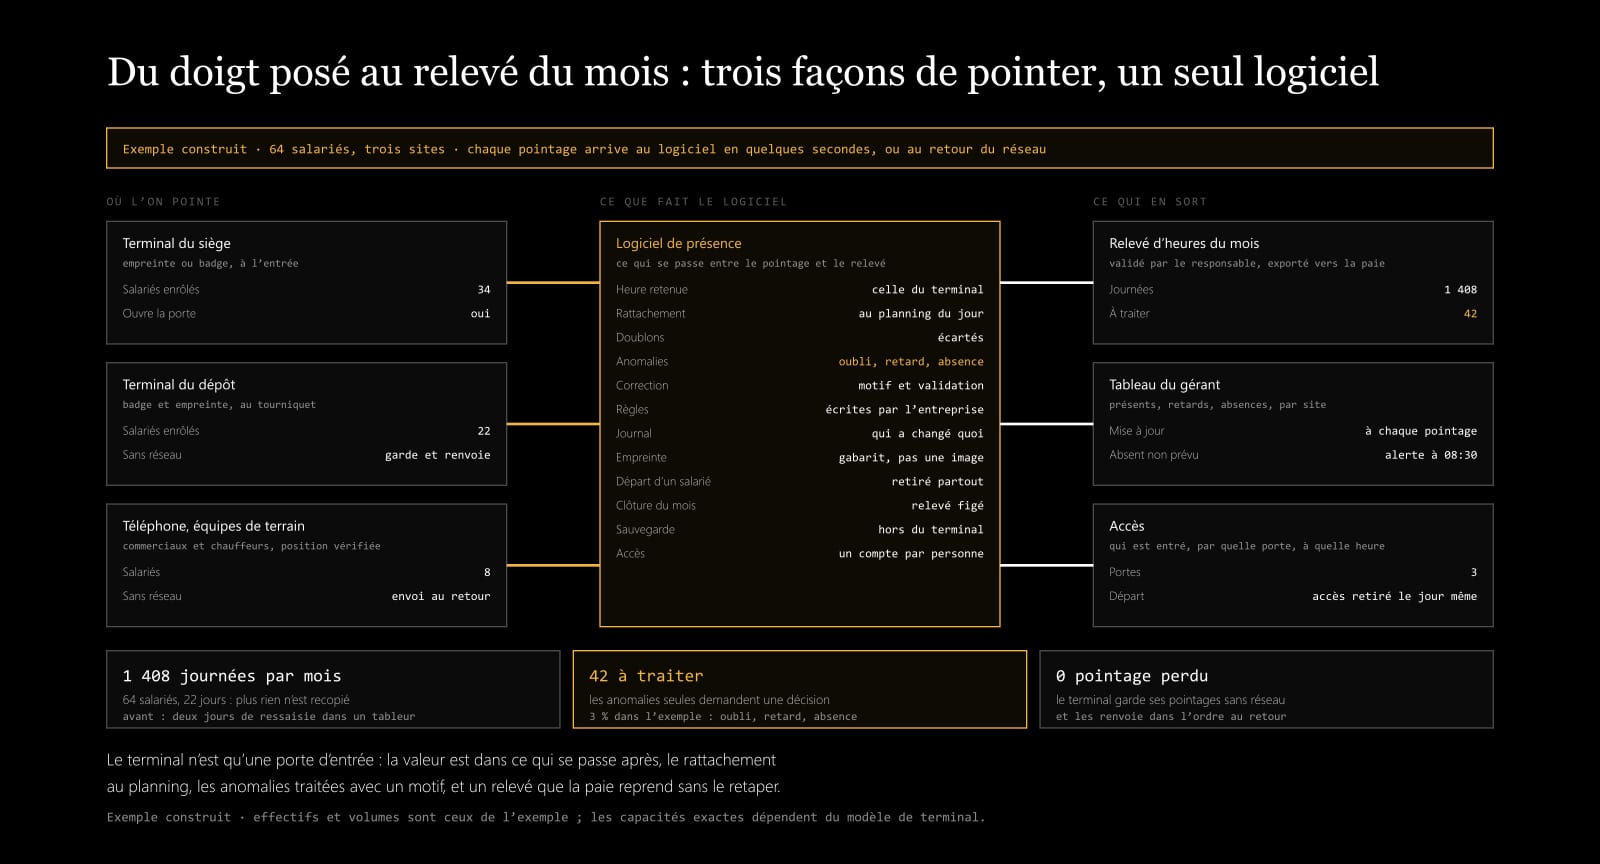 Du doigt posé au relevé du mois : trois façons de pointer, un seul logiciel
Exemple construit · 64 salariés, trois sites · chaque pointage arrive au logiciel en quelques secondes, ou au retour du réseau
OÙ L’ON POINTE
Terminal du siège
empreinte ou badge, à l’entrée
Salariés enrôlés 34
Ouvre la porte oui
Terminal du dépôt
badge et empreinte, au tourniquet
Salariés enrôlés 22
Sans réseau garde et renvoie
Téléphone, équipes de terrain
commerciaux et chauffeurs, position vérifiée
Salariés 8
Sans réseau envoi au retour
CE QUE FAIT LE LOGICIEL
Logiciel de présence
ce qui se passe entre le pointage et le relevé
Heure retenue celle du terminal
Rattachement au planning du jour
Doublons écartés
Anomalies oubli, retard, absence
Correction motif et validation
Règles écrites par l’entreprise
Journal qui a changé quoi
Empreinte gabarit, pas une image
Départ d’un salarié retiré partout
Clôture du mois relevé figé
Sauvegarde hors du terminal
Accès un compte par personne
CE QUI EN SORT
Relevé d’heures du mois
validé par le responsable, exporté vers la paie
Journées 1 408
À traiter 42
Tableau du gérant
présents, retards, absences, par site
Mise à jour à chaque pointage
Absent non prévu alerte à 08:30
Accès
qui est entré, par quelle porte, à quelle heure
Portes 3
Départ accès retiré le jour même
1 408 journées par mois
64 salariés, 22 jours : plus rien n’est recopié
avant : deux jours de ressaisie dans un tableur
42 à traiter
les anomalies seules demandent une décision
3 % dans l’exemple : oubli, retard, absence
0 pointage perdu
le terminal garde ses pointages sans réseau
et les renvoie dans l’ordre au retour
Le terminal n’est qu’une porte d’entrée : la valeur est dans ce qui se passe après, le rattachement
au planning, les anomalies traitées avec un motif, et un relevé que la paie reprend sans le retaper.
Exemple construit · effectifs et volumes sont ceux de l’exemple ; les capacités exactes dépendent du modèle de terminal.